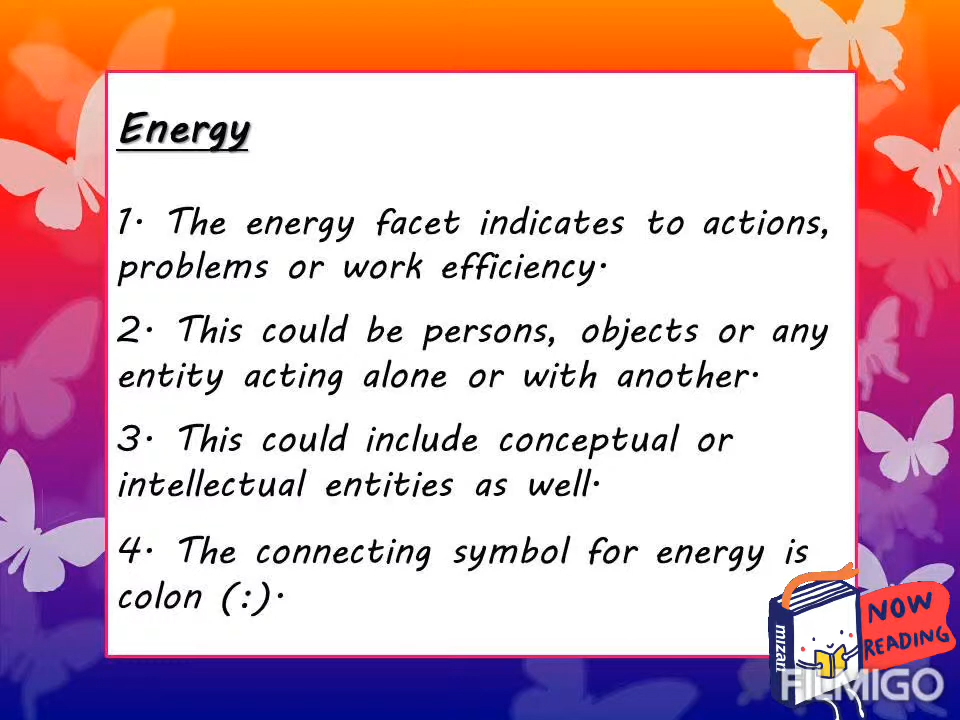 Energy
1. The energy facet indicates to actions,
problems or work efficiency.
2. This could be persons, objects or any
entity acting alone or with another.
3. This could include conceptual or
intellectual entities as well.
4. The connecting symbol for energy is
colon (:).
NOW
READING
mizan
FILMIGO